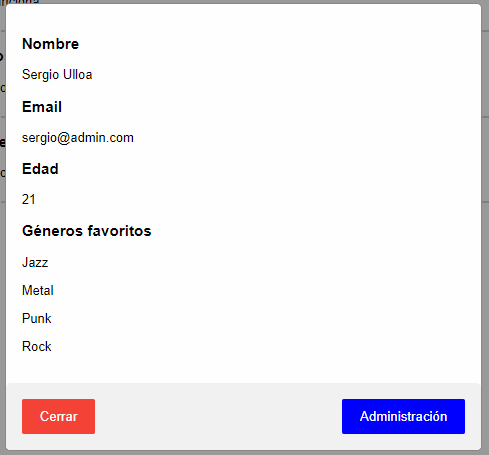 Nombre
Sergio Ulloa
Email
sergio@admin.com
Edad
21
Géneros favoritos
Jazz
Metal
Punk
Rock
Cerrar
Administración